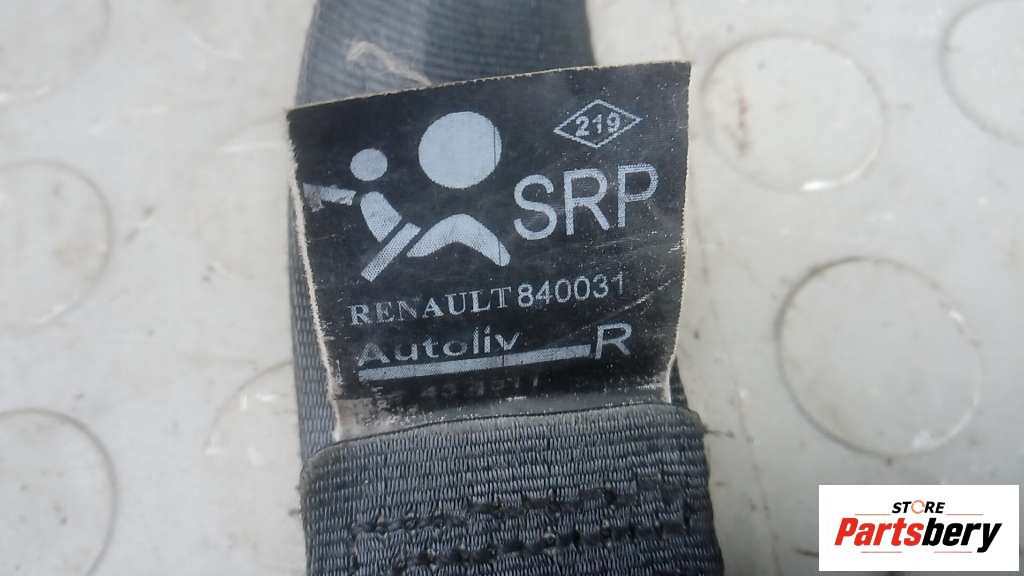 219
SRP
RENAULT 840031
Autoliv R
STORE
Partsbery